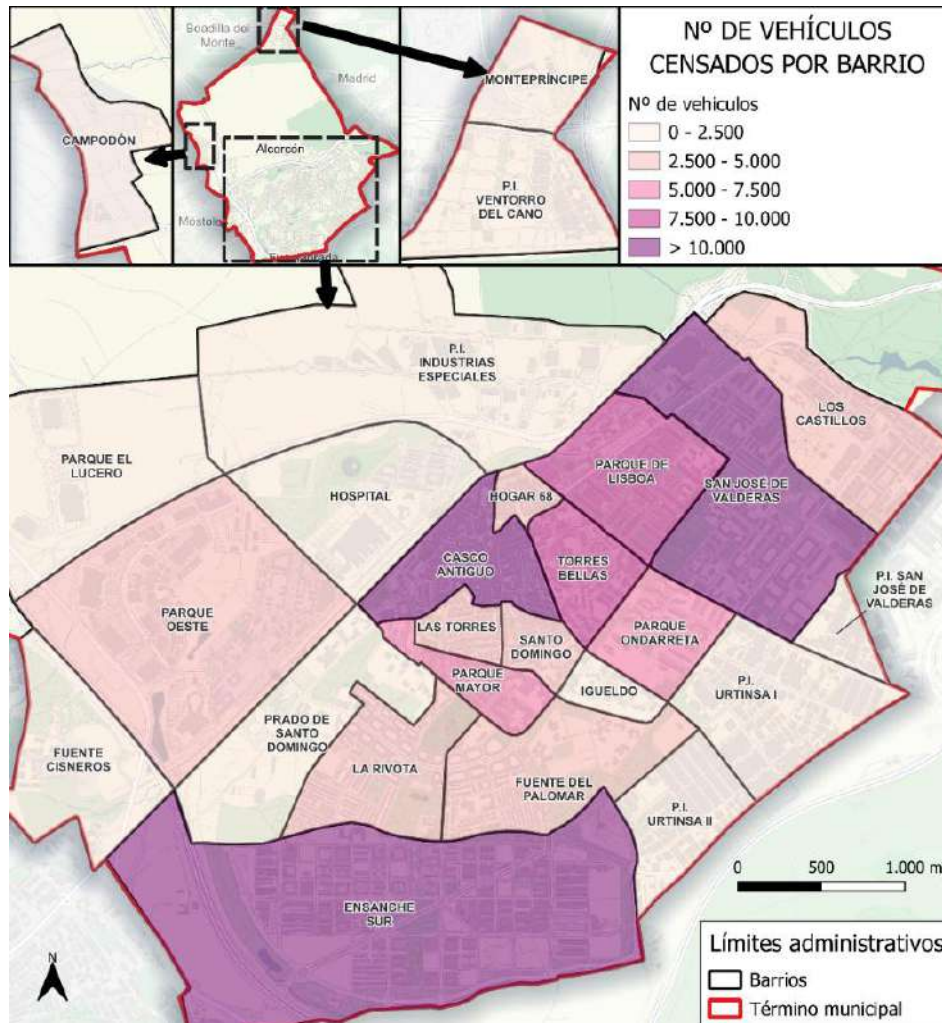 Boadilla del
Monte
Madrid
Alcorcón
Móstoles
CAMPODÓN
MONTEPRÍNCIPE
P.I.
VENTORRO
DEL CANO
Nº DE VEHÍCULOS
CENSADOS POR BARRIO
Nº de vehiculos
0 - 2.500
2.500 - 5.000
5.000 - 7.500
7.500 - 10.000
> 10.000
P.I.
INDUSTRIAS
ESPECIALES
LOS
CASTILLOS
PARQUE EL
LUCERO
HOSPITAL
HOGAR 68
PARQUE DE
LISBOA
SAN JOSÉ DE
VALDERAS
CASCO
ANTIGUO
TORRES
BELLAS
P.I. SAN
JOSÉ DE
VALDERAS
PARQUE
OESTE
LAS TORRES
SANTO
DOMINGO
PARQUE
ONDARRETA
PARQUE
MAYOR
IGUELDO
P.I.
URTINSA I
PRADO DE
SANTO
DOMINGO
FUENTE
CISNEROS
LA RIVOTA
FUENTE DEL
PALOMAR
P.I.
URTINSA II
ENSANCHE
SUR
0 500 1.000 m
N
Límites administrativos
Barrios
Término municipal